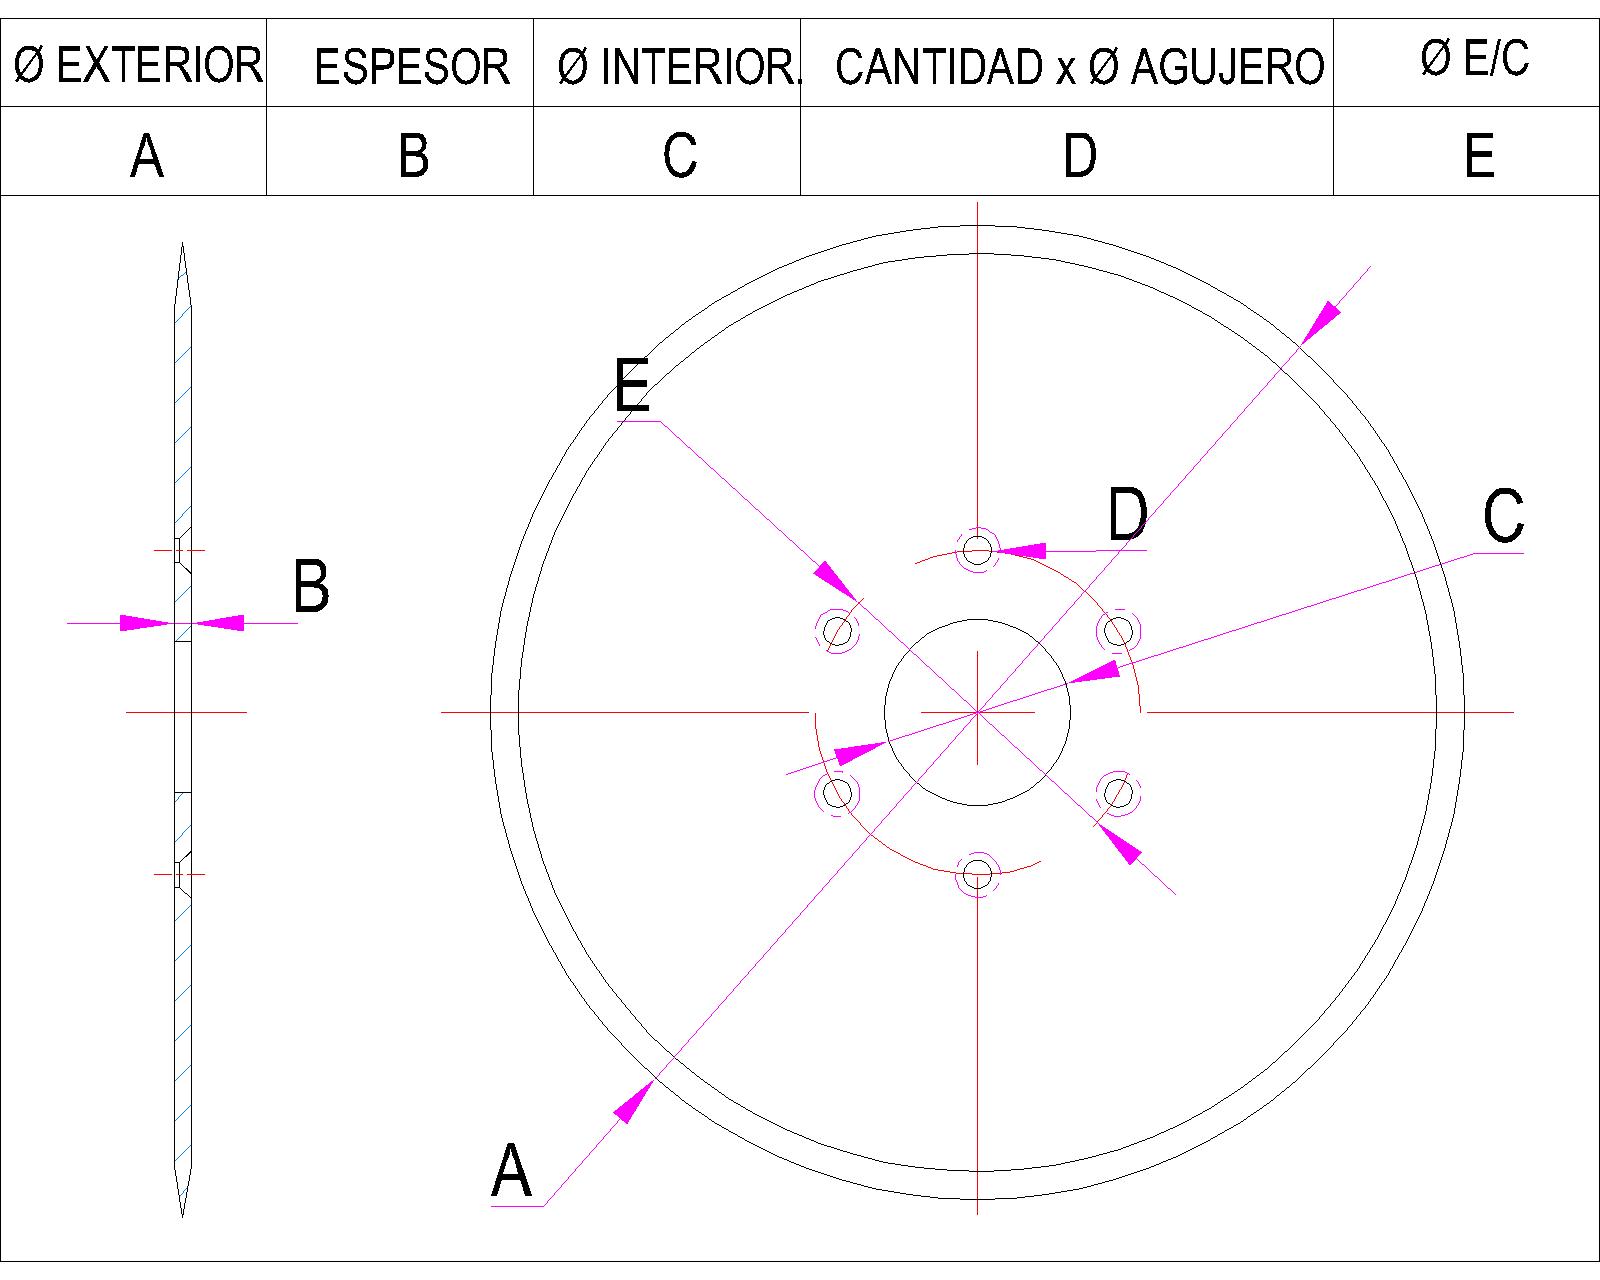 Ø EXTERIOR ESPESOR Ø INTERIOR. CANTIDAD x Ø AGUJERO Ø E/C
A B C D E
E
D
C
B
A